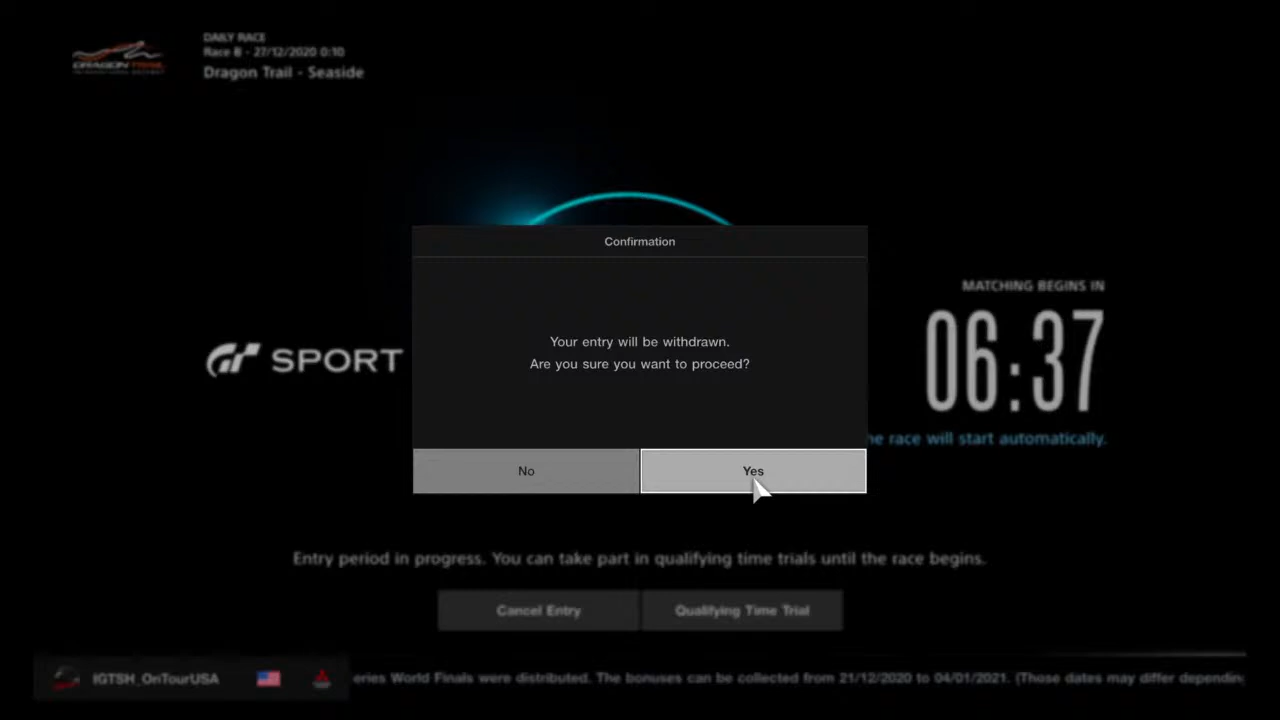 DAILY RACE
Race B - 27/12/2020 0:10
Dragon Trail - Seaside
DRAGON TRAIL
Confirmation
Your entry will be withdrawn.
Are you sure you want to proceed?
No
Yes
GT SPORT
MATCHING BEGINS IN
06:37
he race will start automatically.
Entry period in progress. You can take part in qualifying time trials until the race begins.
Cancel Entry
Qualifying Time Trial
IGTSH_OnTourUSA
eries World Finals were distributed. The bonuses can be collected from 21/12/2020 to 04/01/2021. (Those dates may differ depending